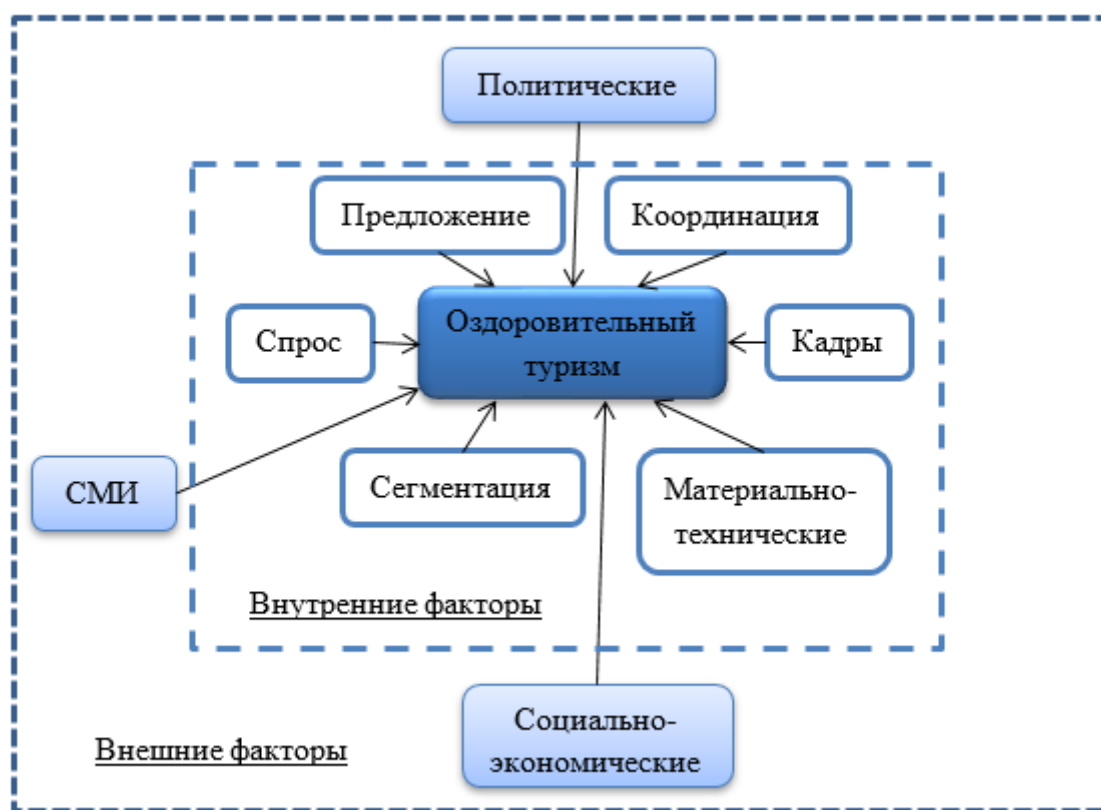 Политические
Предложение
Координация
Оздоровительный
туризм
Спрос
Кадры
СМИ
Сегментация
Материально-
технические
Внутренние факторы
Социально-
экономические
Внешние факторы